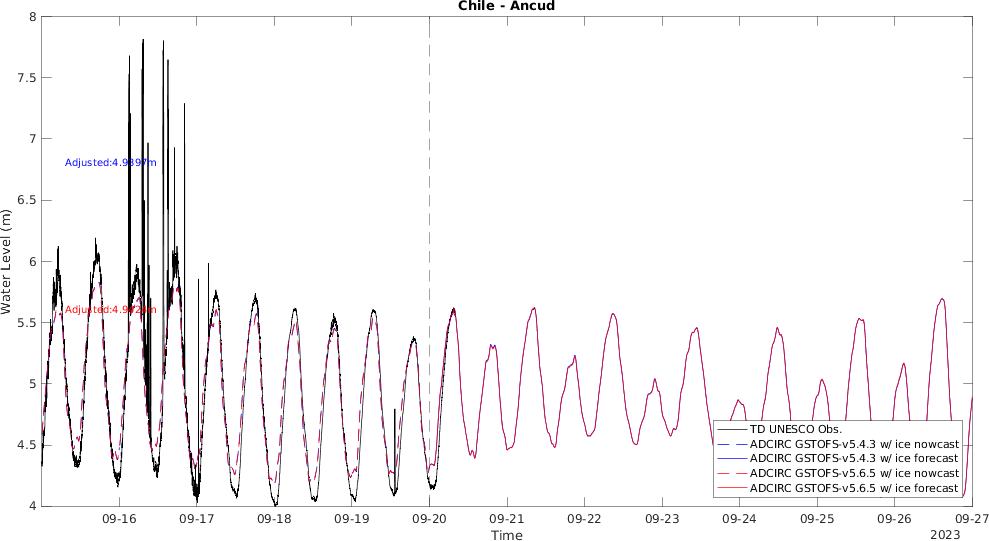 Chile - Ancud
8
7.5
7
6.5
6
5.5
5
4.5
4
Water Level (m)
Adjusted:4.9397m
09-16
09-17
09-18
09-19
09-20
09-21
09-22
09-23
09-24
09-25
09-26
09-27
Time
2023
TD UNESCO Obs.
ADCIRC GSTOFS-v5.4.3 w/ ice nowcast
ADCIRC GSTOFS-v5.4.3 w/ ice forecast
ADCIRC GSTOFS-v5.6.5 w/ ice nowcast
ADCIRC GSTOFS-v5.6.5 w/ ice forecast